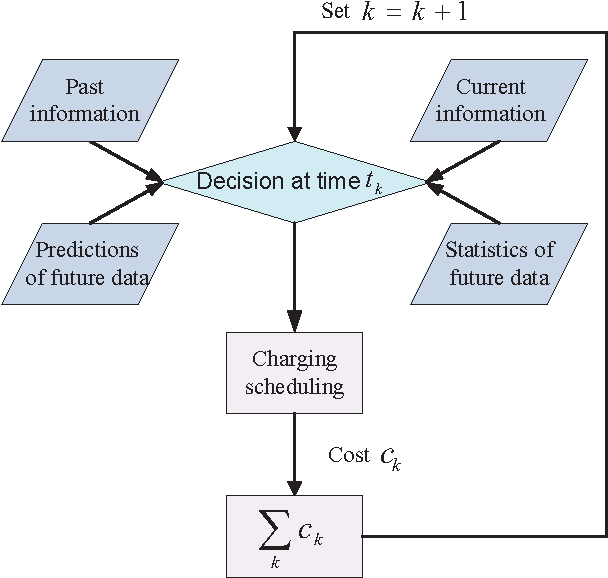 Set k = k + 1
Past
information
Current
information
Decision at time t_k
Predictions
of future data
Statistics of
future data
Charging
scheduling
Cost c_k
∑_k c_k